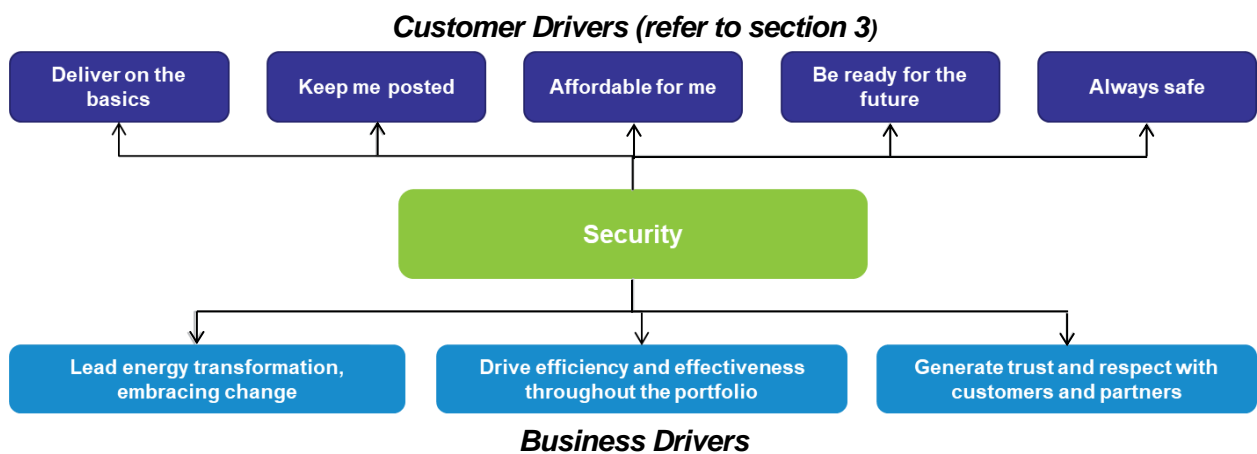 Customer Drivers (refer to section 3)
Deliver on the
basics
Keep me posted
Affordable for me
Be ready for the
future
Always safe
Security
Lead energy transformation,
embracing change
Drive efficiency and effectiveness
throughout the portfolio
Generate trust and respect with
customers and partners
Business Drivers